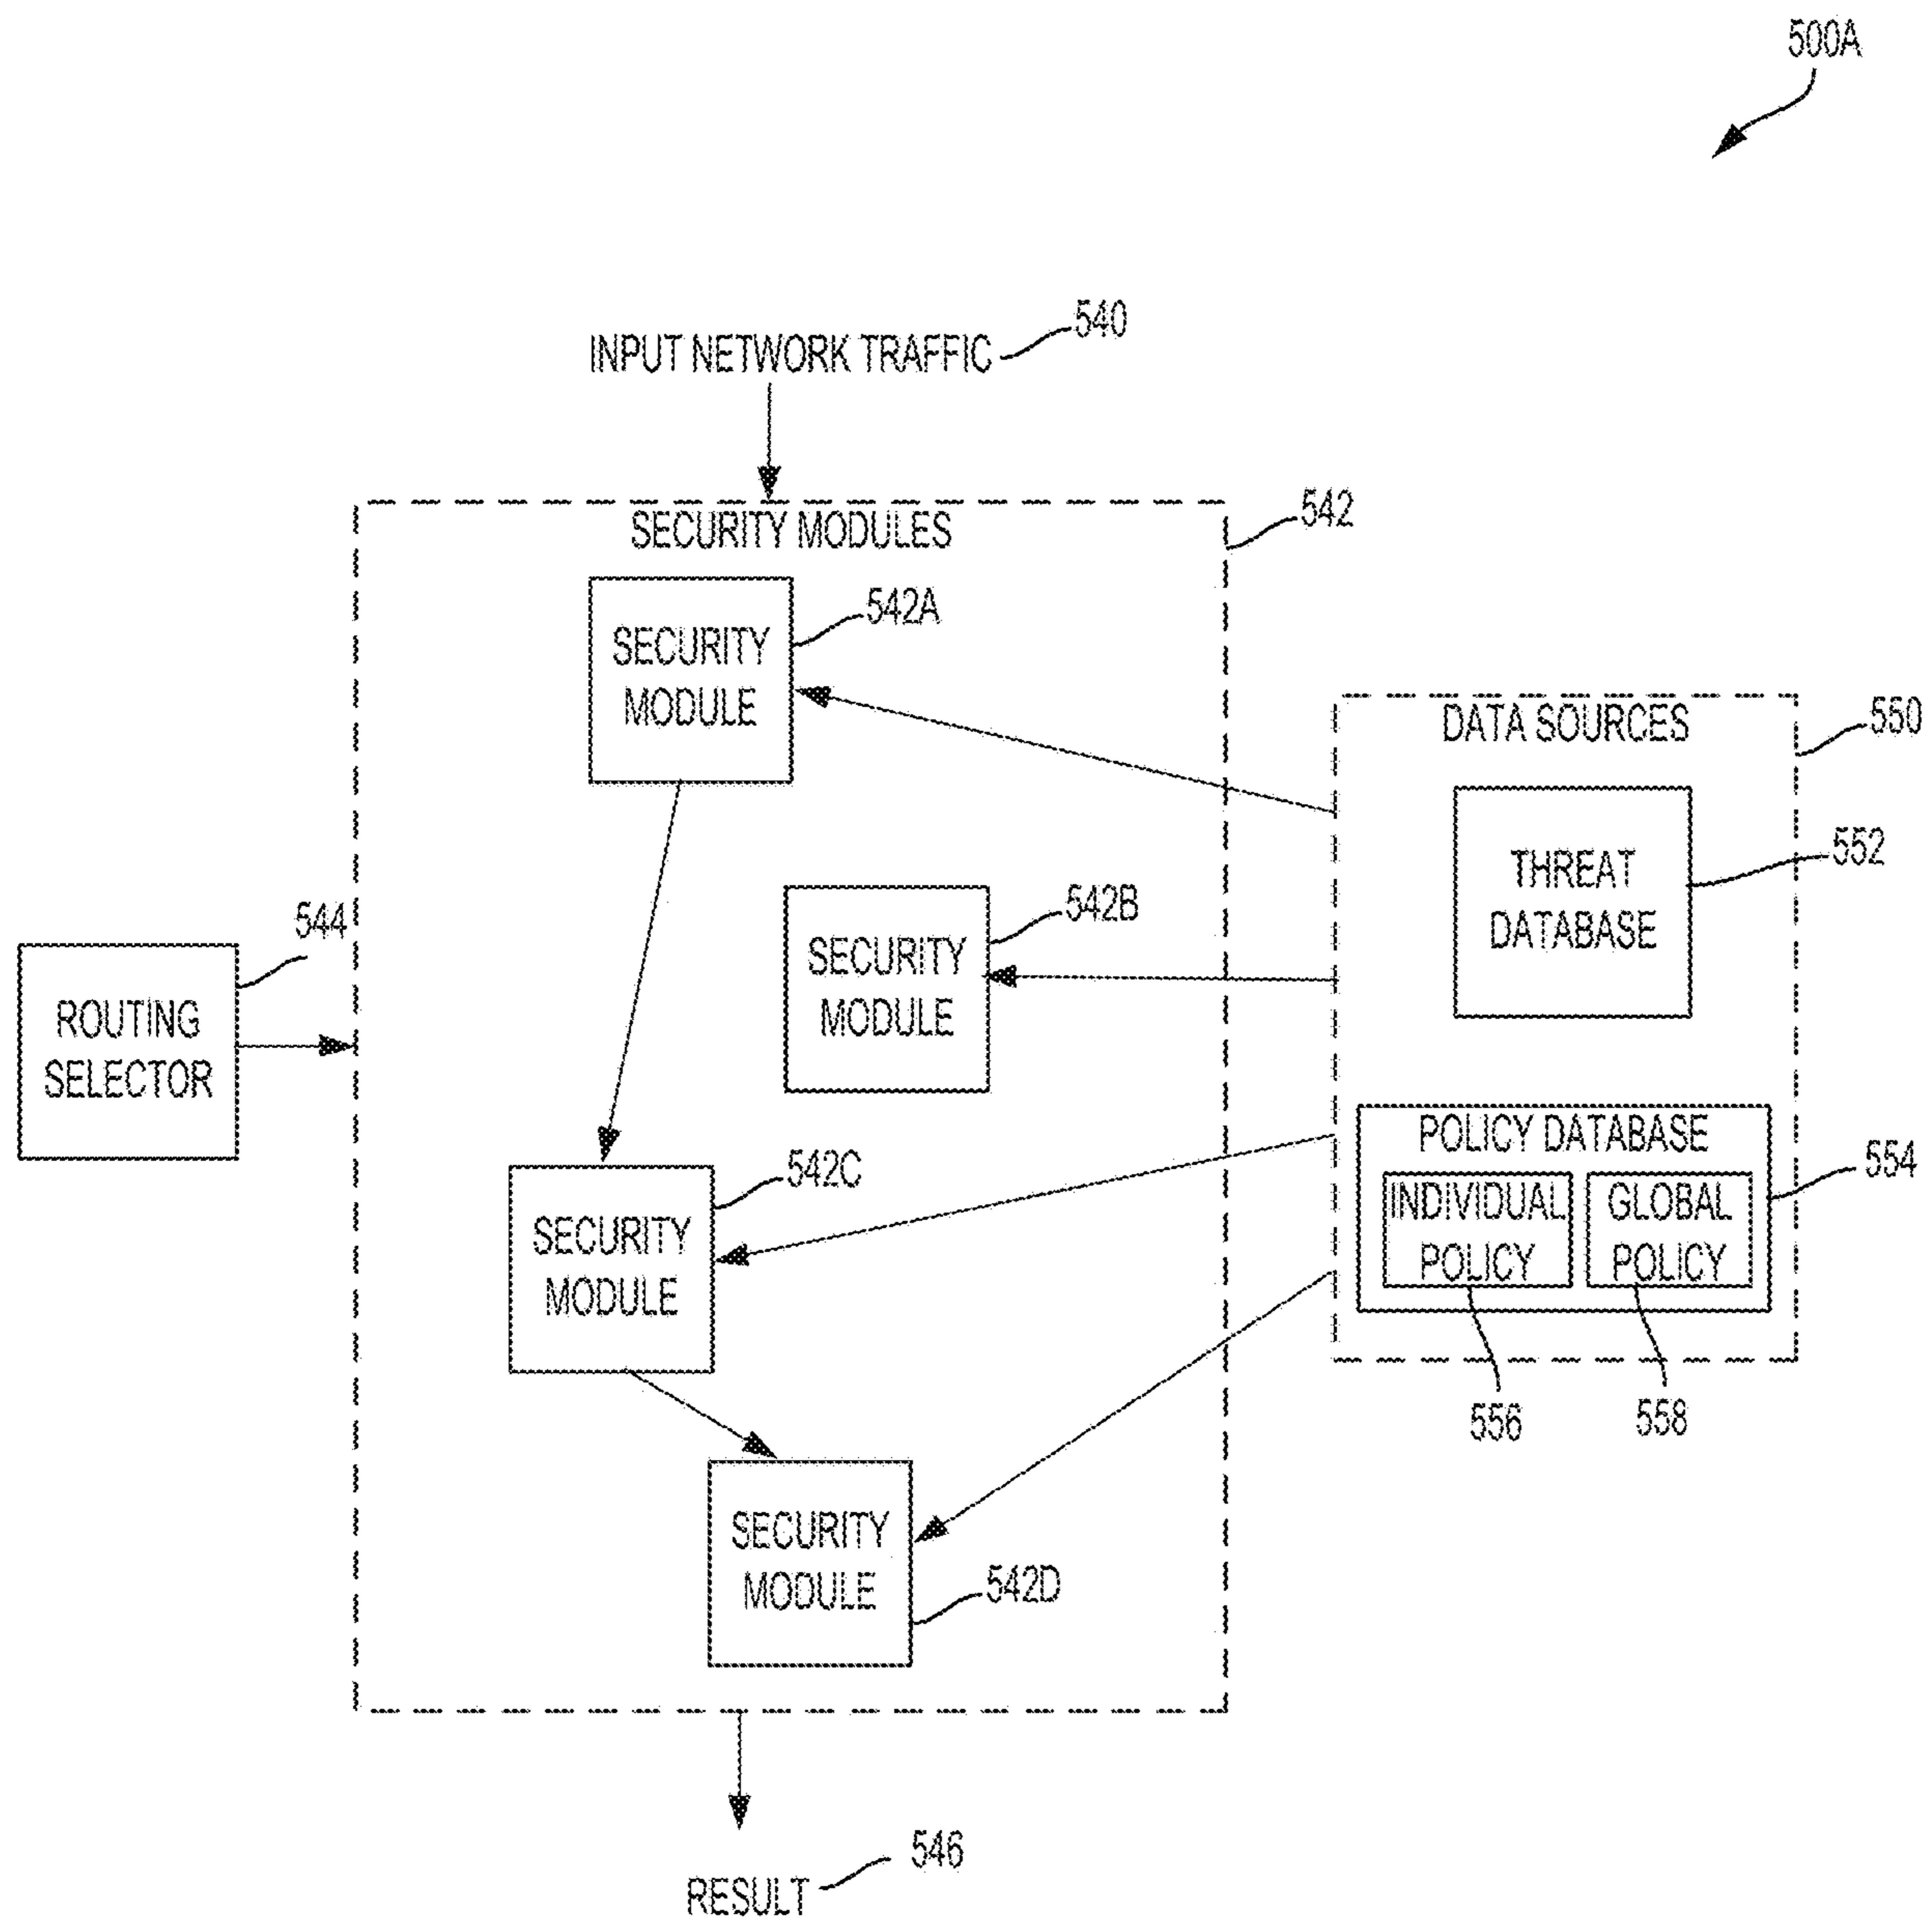 500A
INPUT NETWORK TRAFFIC
540
SECURITY MODULES
542
SECURITY
MODULE
542A
DATA SOURCES
550
THREAT
DATABASE
552
SECURITY
MODULE
542B
ROUTING
SELECTOR
544
POLICY DATABASE
554
INDIVIDUAL
POLICY
GLOBAL
POLICY
556
558
SECURITY
MODULE
542C
SECURITY
MODULE
542D
RESULT
546